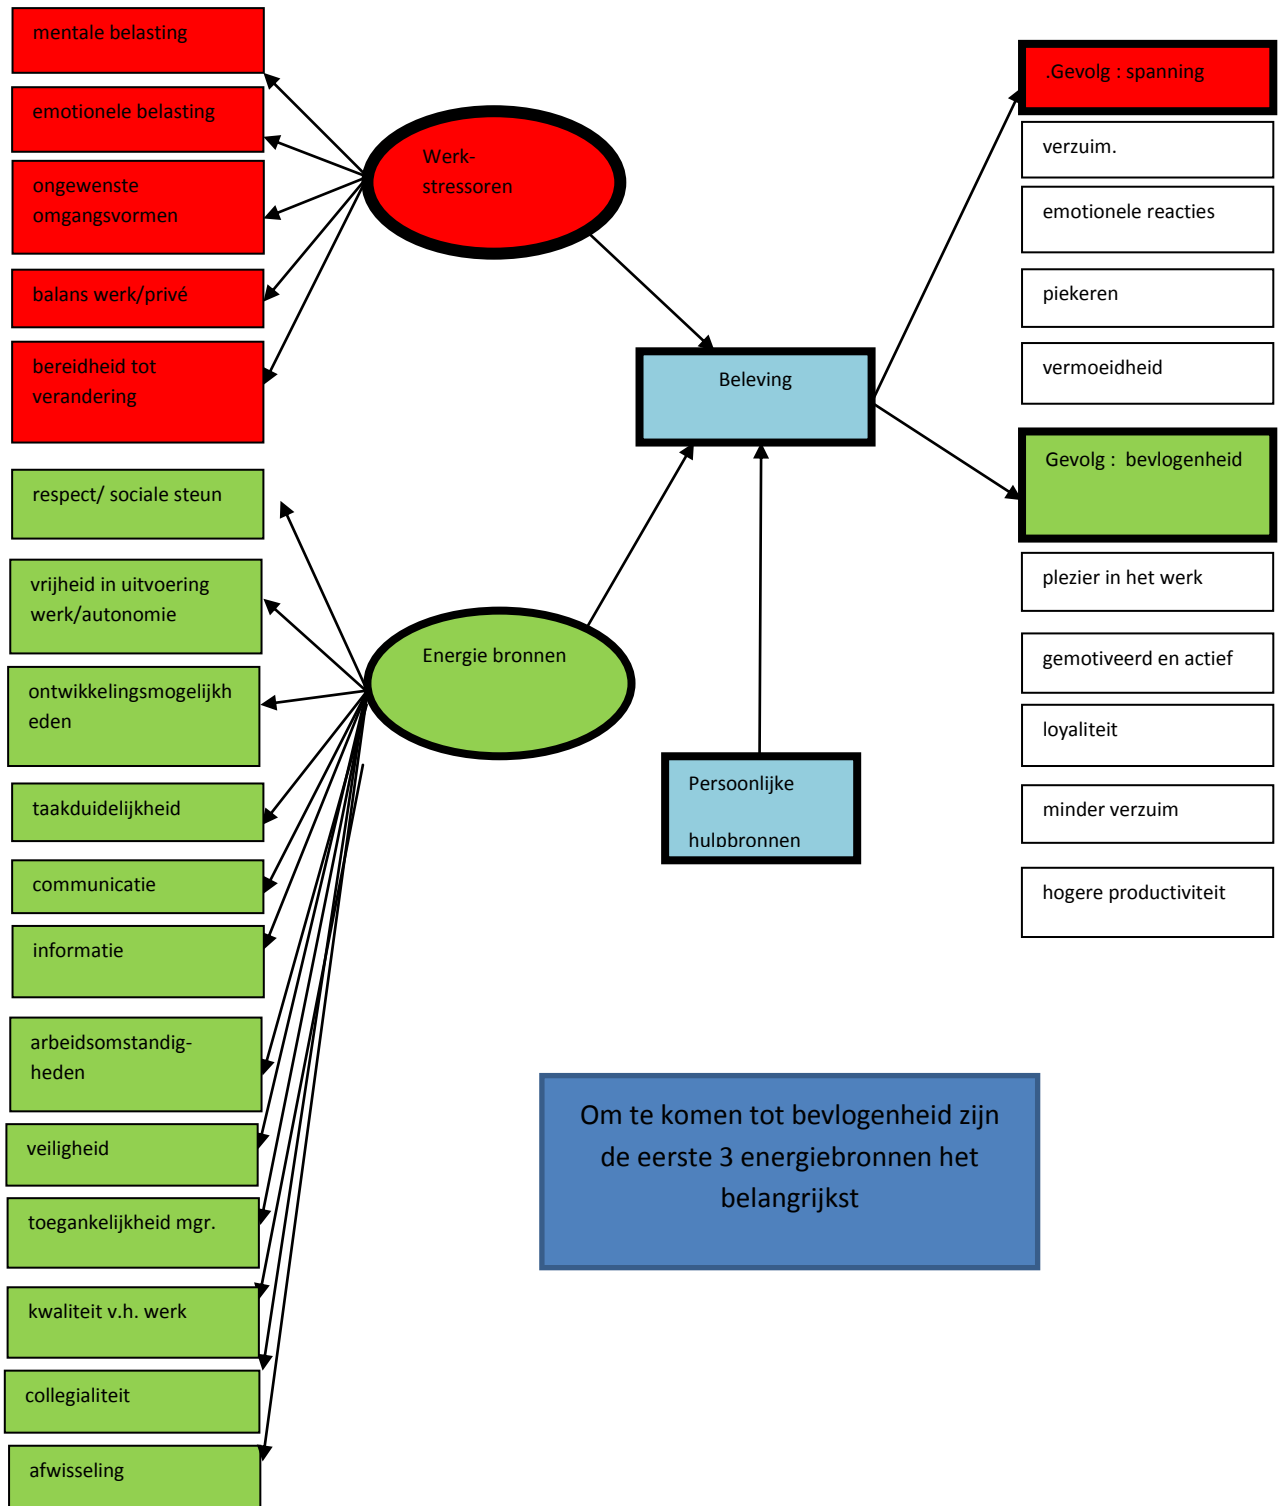 mentale belasting
emotionele belasting
ongewenste
omgangsvormen
balans werk/privé
bereidheid tot
verandering
respect/ sociale steun
vrijheid in uitvoering
werk/autonomie
ontwikkelingsmogelijkh
eden
taakduidelijkheid
communicatie
informatie
arbeidsomstandig-
heden
veiligheid
toegankelijkheid mgr.
kwaliteit v.h. werk
collegialiteit
afwisseling
Werk-
stressoren
Energie bronnen
Beleving
Persoonlijke
hulpbronnen
.Gevolg : spanning
verzuim.
emotionele reacties
piekeren
vermoeidheid
Gevolg : bevlogenheid
plezier in het werk
gemotiveerd en actief
loyaliteit
minder verzuim
hogere productiviteit
Om te komen tot bevlogenheid zijn
de eerste 3 energiebronnen het
belangrijkst